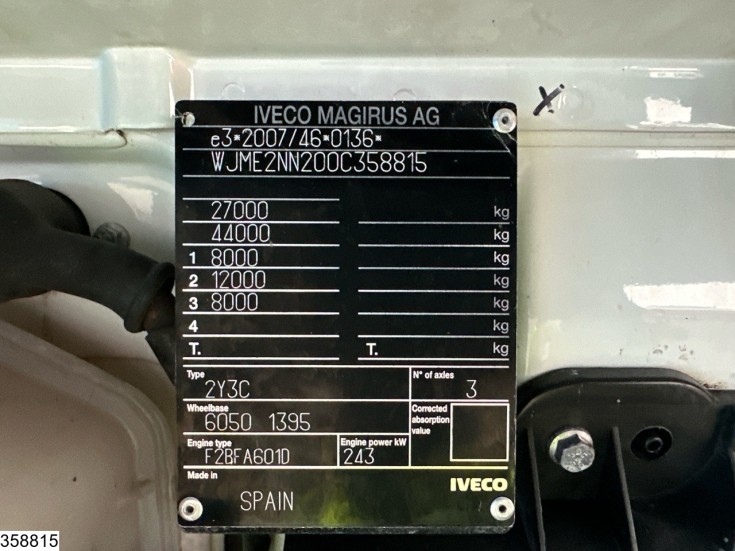 IVECO MAGIRUS AG
e3*2007/46*0136*
WJME2NN200C358815
27000 kg
44000 kg
1 8000 kg
2 12000 kg
3 8000 kg
4 kg
T. T. kg
Type N° of axles
2Y3C 3
Wheelbase Corrected absorption value
6050 1395
Engine type Engine power kW
F2BFA601D 243
Made in
IVECO
SPAIN
358815